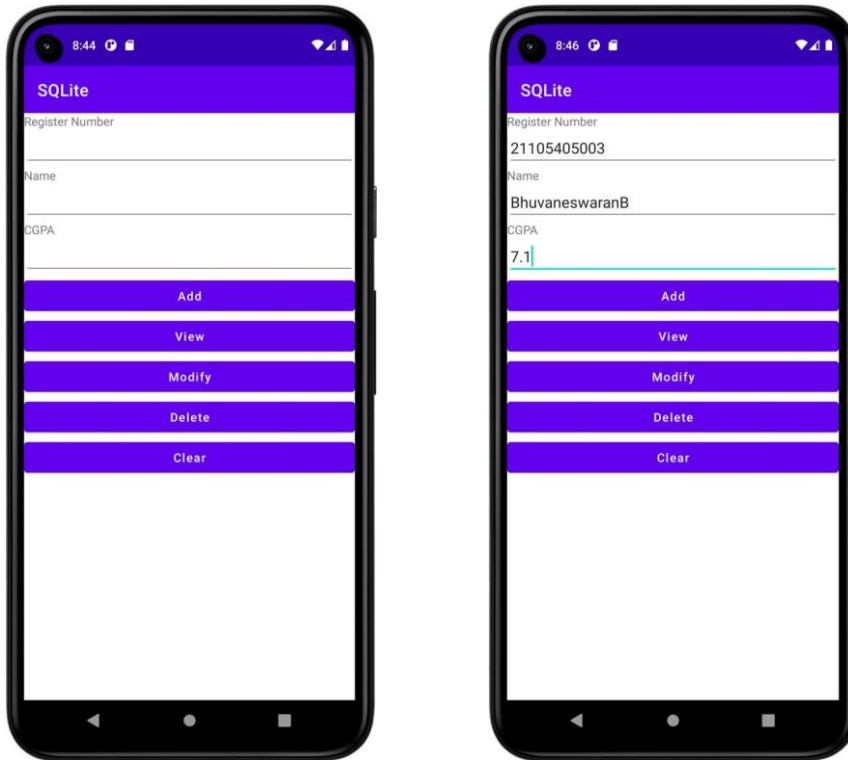 8:44
SQLite
Register Number
Name
CGPA
Add
View
Modify
Delete
Clear
8:46
SQLite
Register Number
21105405003
Name
BhuvaneswaranB
CGPA
7.1
Add
View
Modify
Delete
Clear